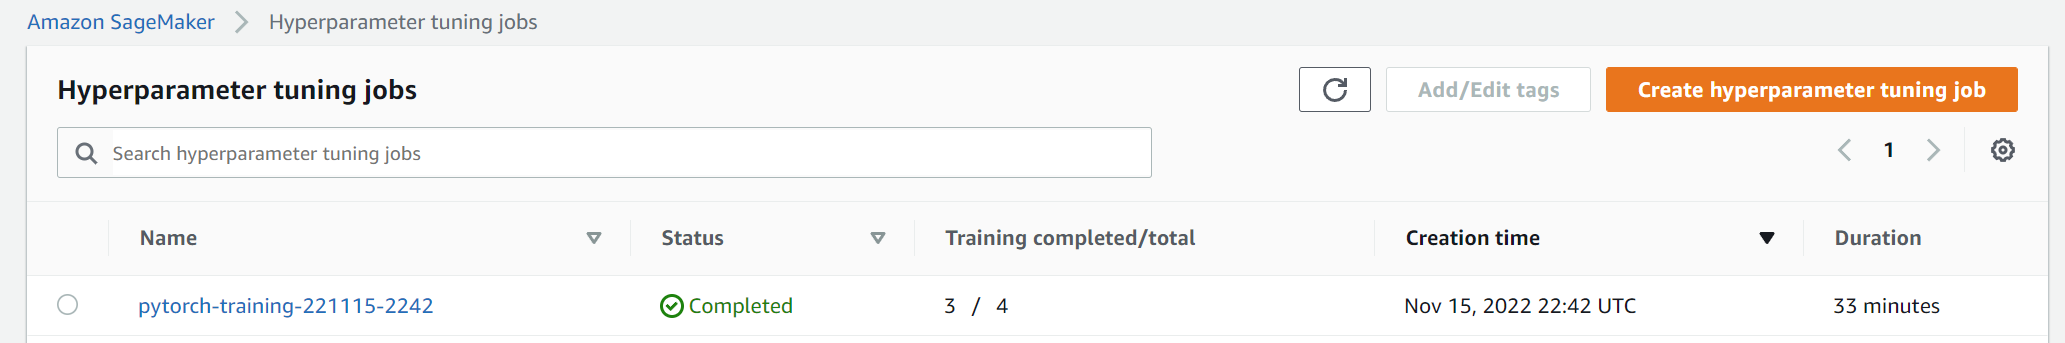 Amazon SageMaker > Hyperparameter tuning jobs
Hyperparameter tuning jobs
Add/Edit tags
Create hyperparameter tuning job
Search hyperparameter tuning jobs
1
Name Status Training completed/total Creation time Duration
pytorch-training-221115-2242 Completed 3 / 4 Nov 15, 2022 22:42 UTC 33 minutes